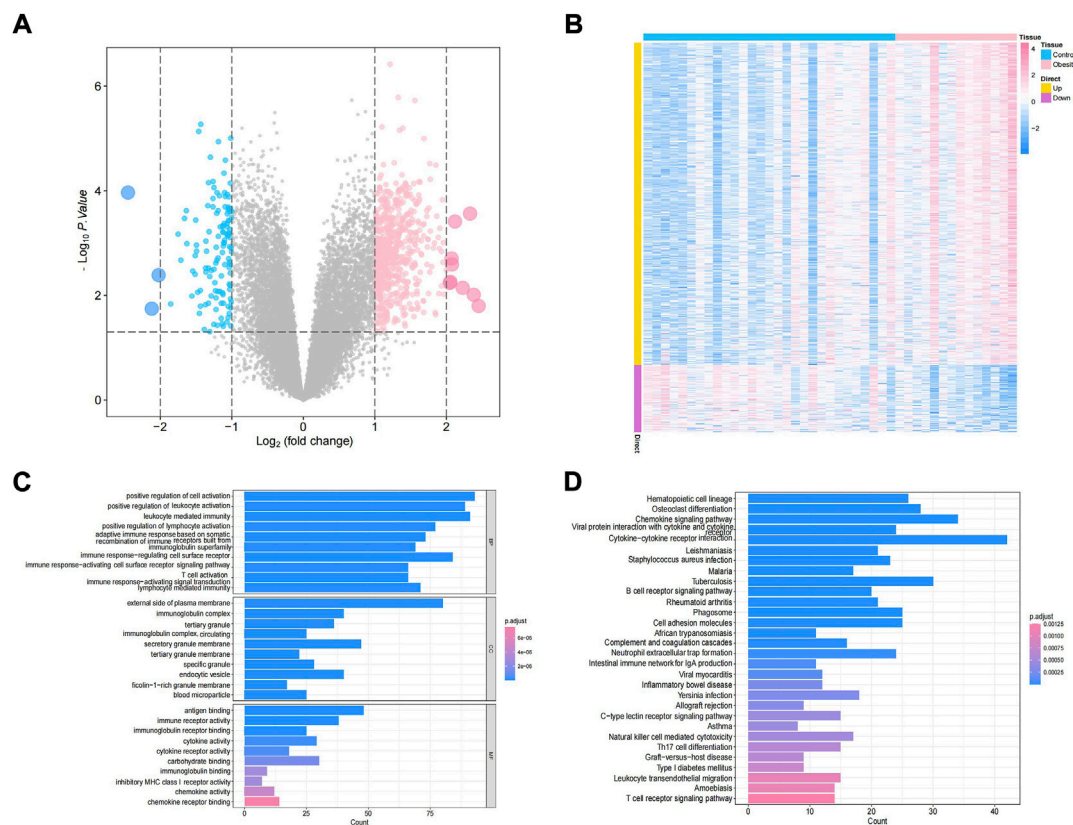 A
6
4
2
0
- Log10 P.Value
−2
−1
0
1
2
Log2 (fold change)
B
Tissue
4
2
0
−2
Tissue
Control
Obesity
Direct
Up
Down
Direct
C
positive regulation of cell activation
positive regulation of leukocyte activation
leukocyte mediated immunity
positive regulation of lymphocyte activation
adaptive immune response based on somatic
recombination of immune receptors built from
immunoglobulin superfamily
immune response-regulating cell surface receptor
immune response-activating cell surface receptor signaling pathway
T cell activation
immune response-activating signal transduction
lymphocyte mediated immunity
BP
external side of plasma membrane
immunoglobulin complex
tertiary granule
immunoglobulin complex, circulating
secretory granule membrane
tertiary granule membrane
specific granule
endocytic vesicle
ficolin-1-rich granule membrane
blood microparticle
CC
antigen binding
immune receptor activity
immunoglobulin receptor binding
cytokine activity
cytokine receptor activity
carbohydrate binding
immunoglobulin binding
inhibitory MHC class I receptor activity
chemokine activity
chemokine receptor binding
MF
0
25
50
75
Count
p.adjust
6e-05
4e-05
2e-05
D
Hematopoietic cell lineage
Osteoclast differentiation
Chemokine signaling pathway
Viral protein interaction with cytokine and cytokine
receptor
Cytokine-cytokine receptor interaction
Leishmaniasis
Staphylococcus aureus infection
Malaria
Tuberculosis
B cell receptor signaling pathway
Rheumatoid arthritis
Phagosome
Cell adhesion molecules
African trypanosomiasis
Complement and coagulation cascades
Neutrophil extracellular trap formation
Intestinal immune network for IgA production
Viral myocarditis
Inflammatory bowel disease
Yersinia infection
Allograft rejection
C-type lectin receptor signaling pathway
Asthma
Natural killer cell mediated cytotoxicity
Th17 cell differentiation
Graft-versus-host disease
Type I diabetes mellitus
Leukocyte transendothelial migration
Amoebiasis
T cell receptor signaling pathway
0
10
20
30
40
Count
p.adjust
0.00125
0.00100
0.00075
0.00050
0.00025